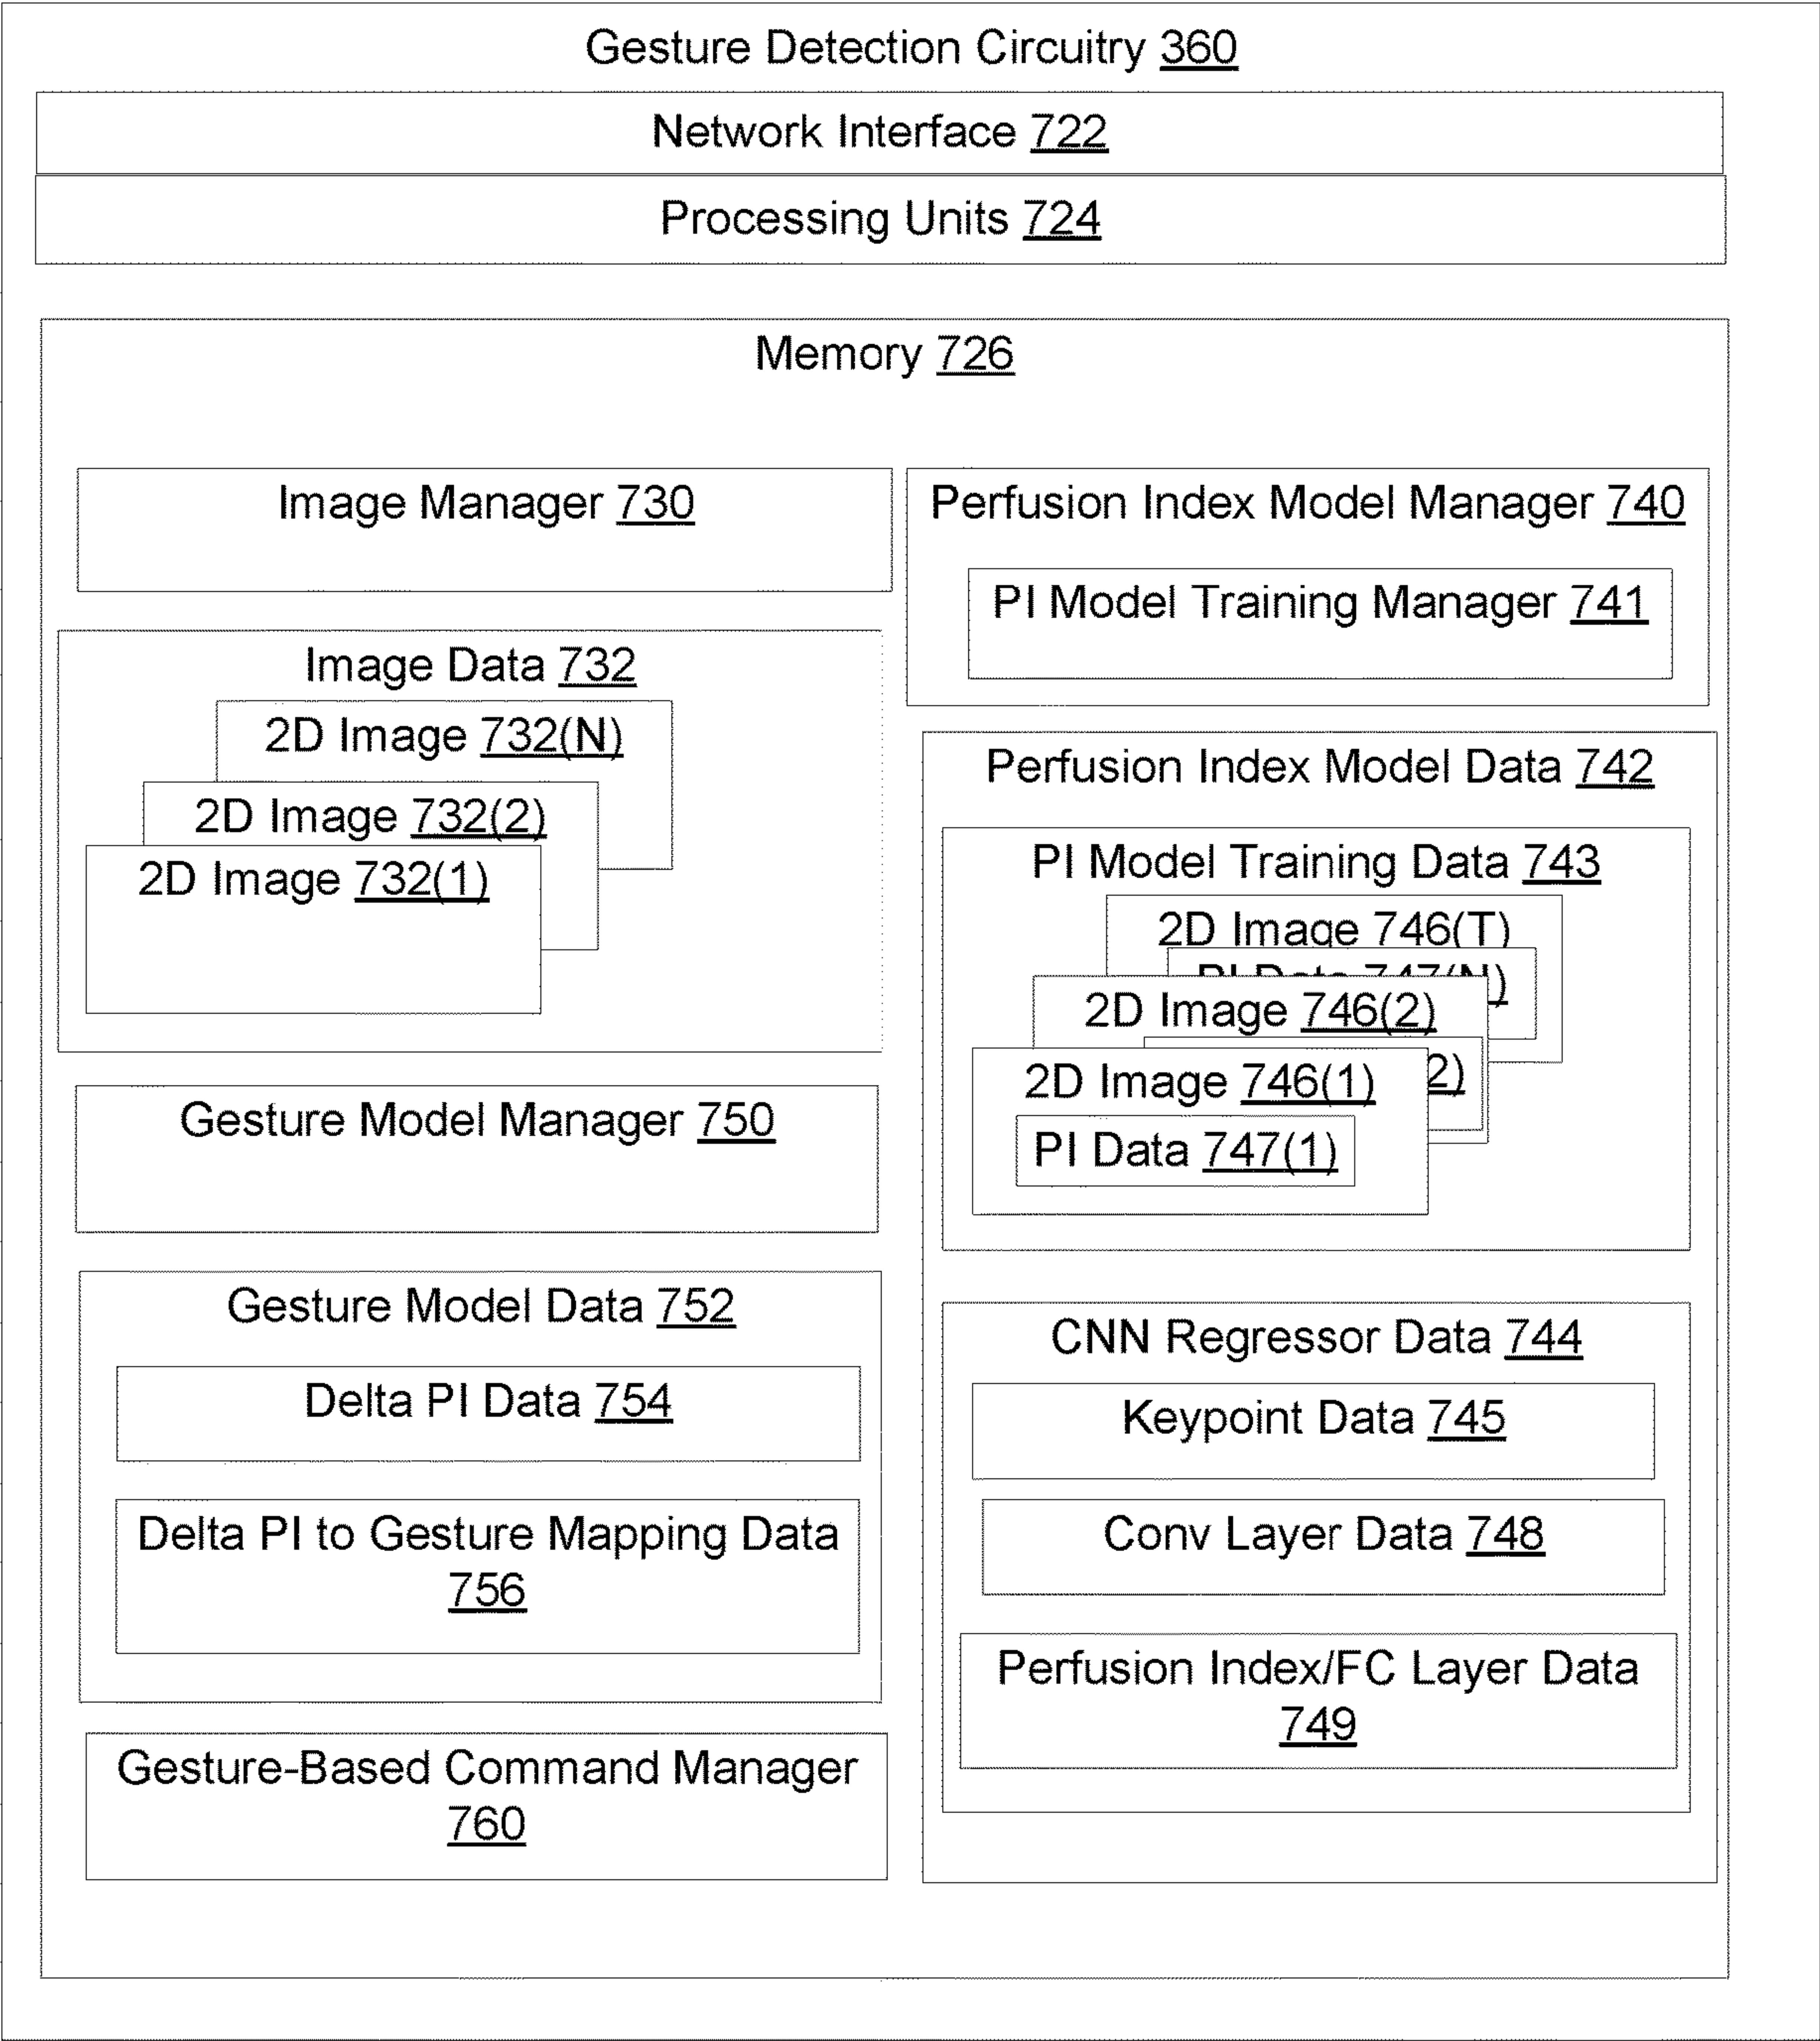 Gesture Detection Circuitry 360
Network Interface 722
Processing Units 724
Memory 726
Image Manager 730
Image Data 732
2D Image 732(N)
2D Image 732(2)
2D Image 732(1)
Gesture Model Manager 750
Gesture Model Data 752
Delta PI Data 754
Delta PI to Gesture Mapping Data
756
Gesture-Based Command Manager
760
Perfusion Index Model Manager 740
PI Model Training Manager 741
Perfusion Index Model Data 742
PI Model Training Data 743
2D Image 746(T)
PI Data 747(N)
2D Image 746(2)
2)
2D Image 746(1)
PI Data 747(1)
CNN Regressor Data 744
Keypoint Data 745
Conv Layer Data 748
Perfusion Index/FC Layer Data
749